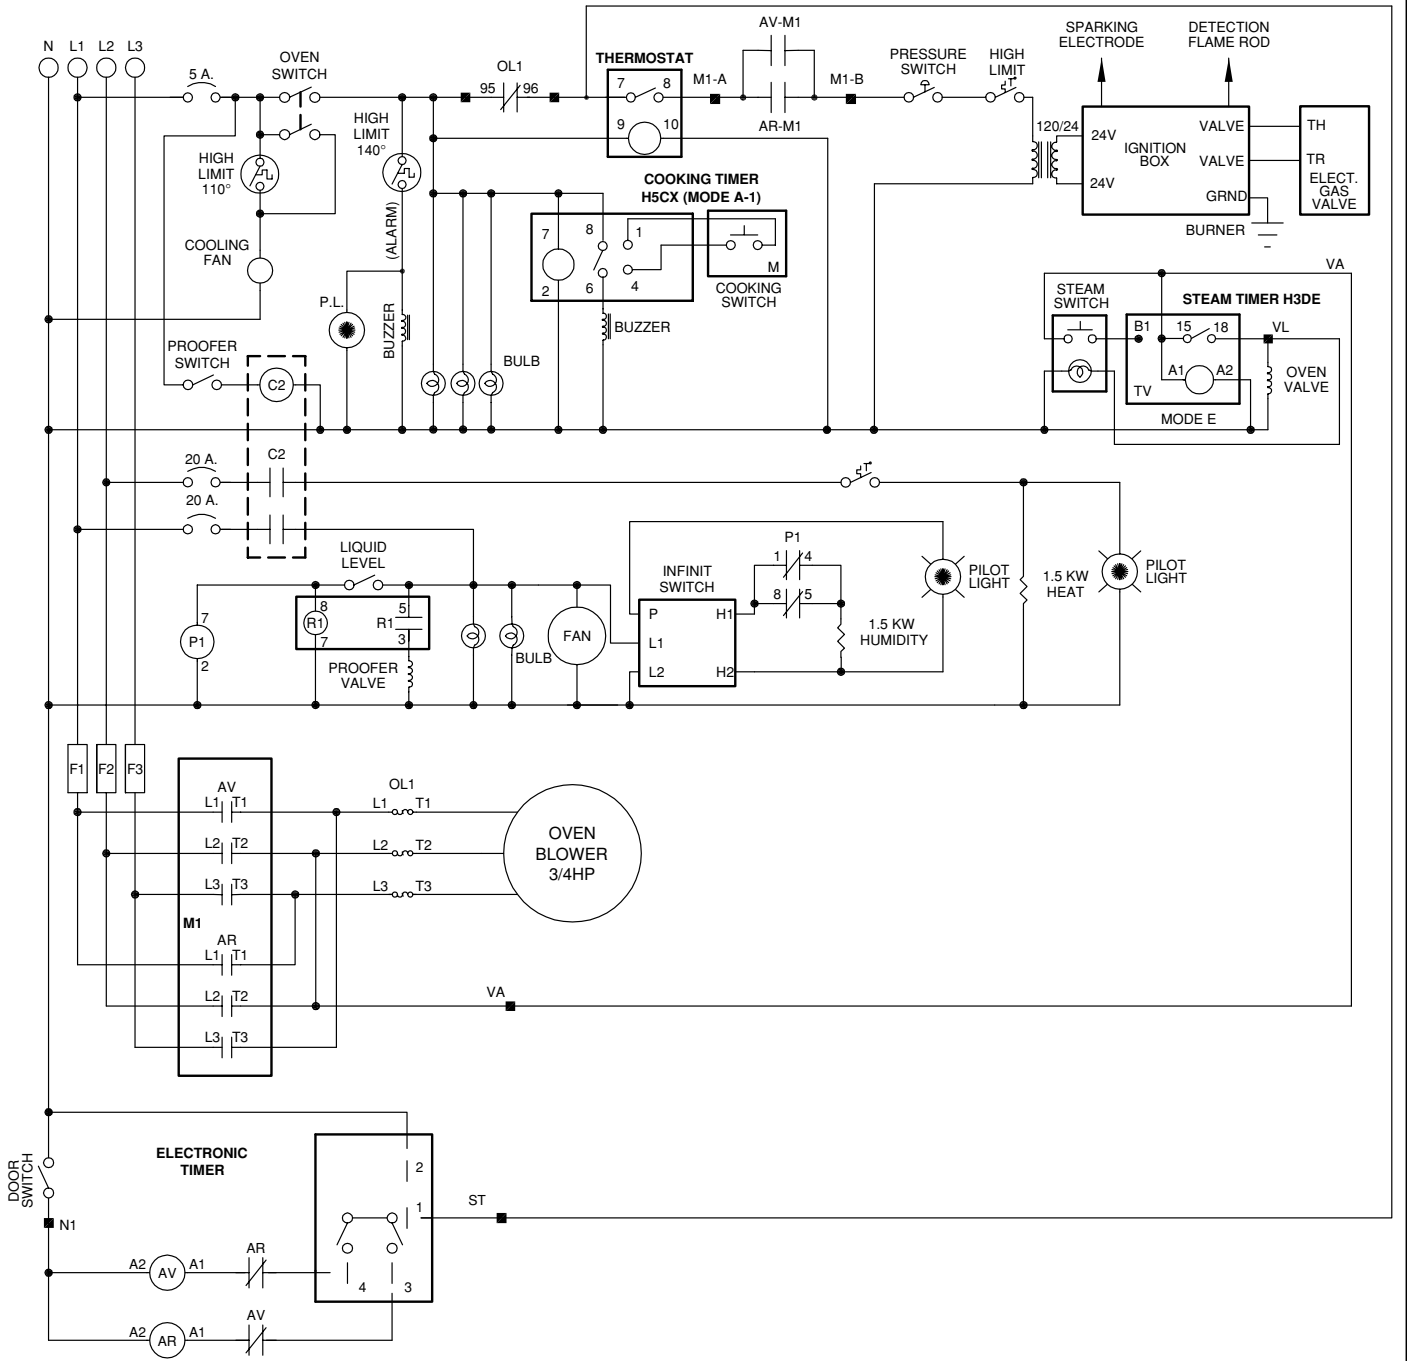 N L1 L2 L3
5 A.
OVEN
SWITCH
OL1
95 96
THERMOSTAT
7 8
9 10
M1-A
AV-M1
AR-M1
M1-B
PRESSURE
SWITCH
HIGH
LIMIT
T°
SPARKING
ELECTRODE
DETECTION
FLAME ROD
120/24
24V
24V
IGNITION
BOX
VALVE
VALVE
GRND
BURNER
TH
TR
ELECT.
GAS
VALVE
HIGH
LIMIT
110°
HIGH
LIMIT
140°
(ALARM)
COOLING
FAN
P.L.
BUZZER
COOKING TIMER
H5CX (MODE A-1)
7
2
8
6
1
4
M
COOKING
SWITCH
BUZZER
BULB
PROOFER
SWITCH
C2
C2
VA
STEAM
SWITCH
STEAM TIMER H3DE
B1 15 18
A1 A2
TV
MODE E
VL
OVEN
VALVE
20 A.
20 A.
T°
LIQUID
LEVEL
7
P1
2
8
R1
7
R1
5
3
PROOFER
VALVE
BULB
FAN
INFINIT
SWITCH
P
L1
L2
H1
H2
P1
1 4
8 5
1.5 KW
HUMIDITY
PILOT
LIGHT
1.5 KW
HEAT
PILOT
LIGHT
F1 F2 F3
AV
L1 T1
L2 T2
L3 T3
M1
AR
L1 T1
L2 T2
L3 T3
OL1
L1 T1
L2 T2
L3 T3
OVEN
BLOWER
3/4HP
VA
DOOR
SWITCH
N1
ELECTRONIC
TIMER
2
1
4
3
ST
A2 AV A1
AR
A2 AR A1
AV